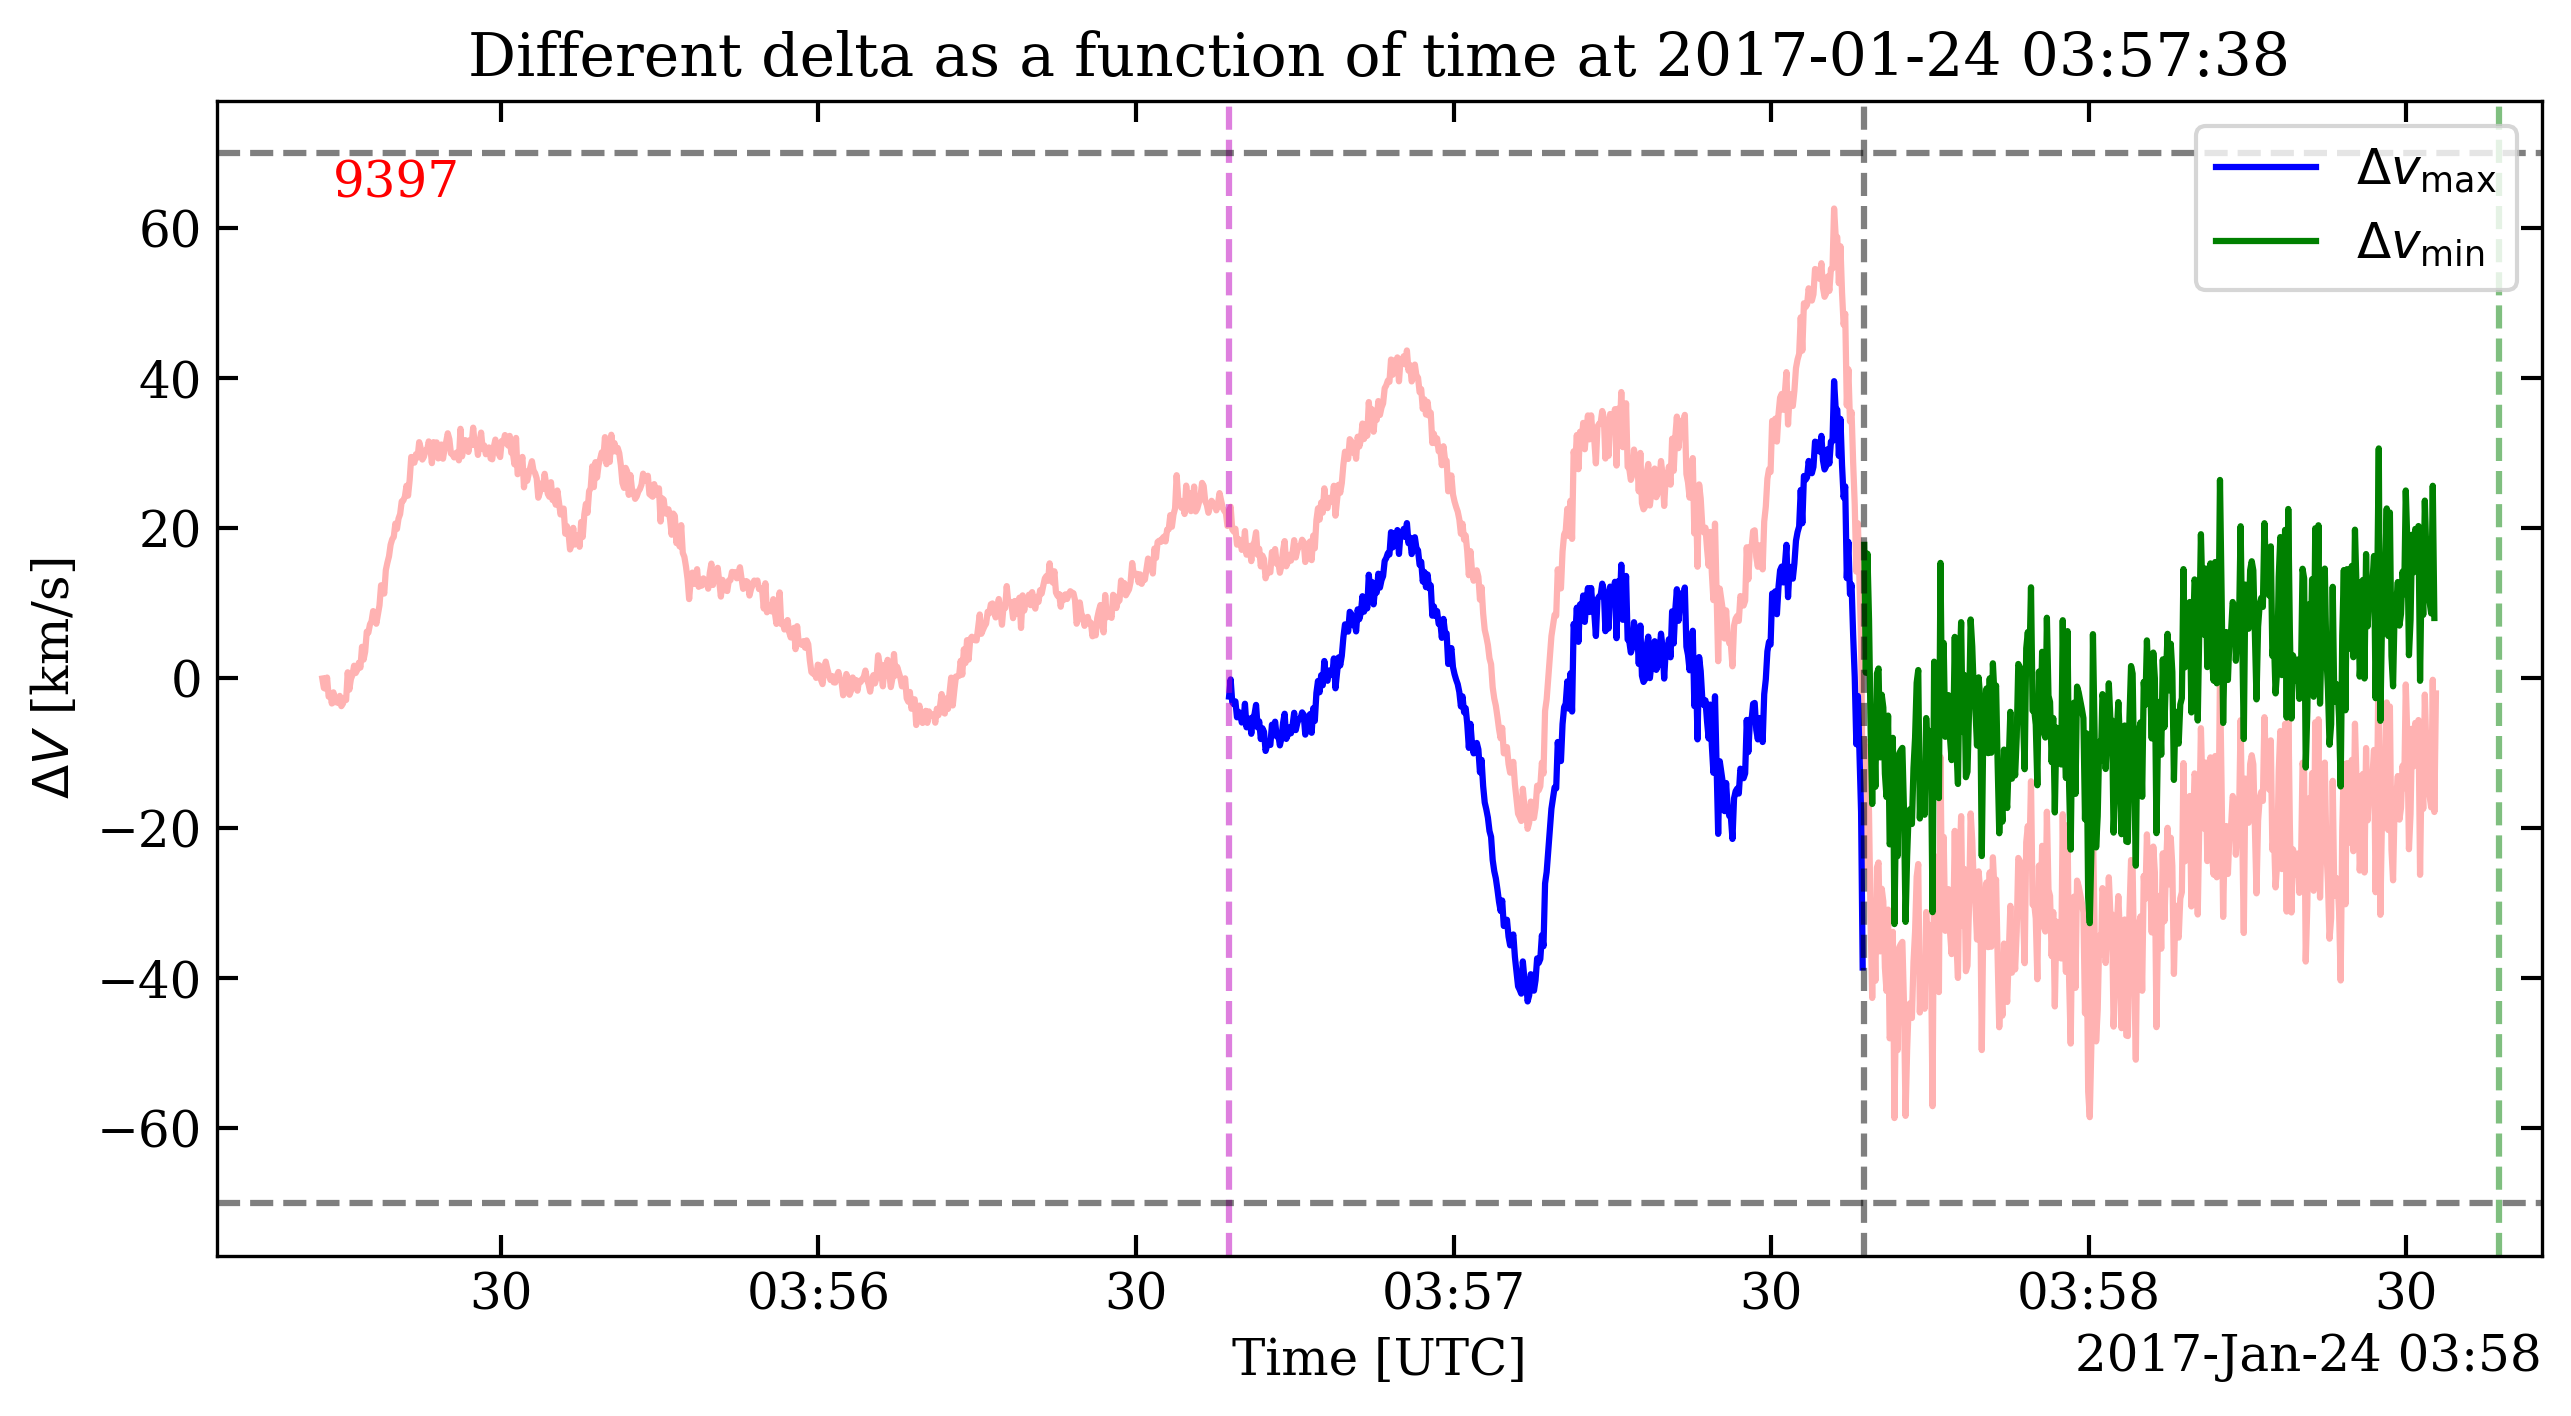 Different delta as a function of time at 2017-01-24 03:57:38
9397
Δv_max
Δv_min
60
40
20
0
−20
−40
−60
ΔV [km/s]
30 03:56 30 03:57 30 03:58 30
Time [UTC]
2017-Jan-24 03:58